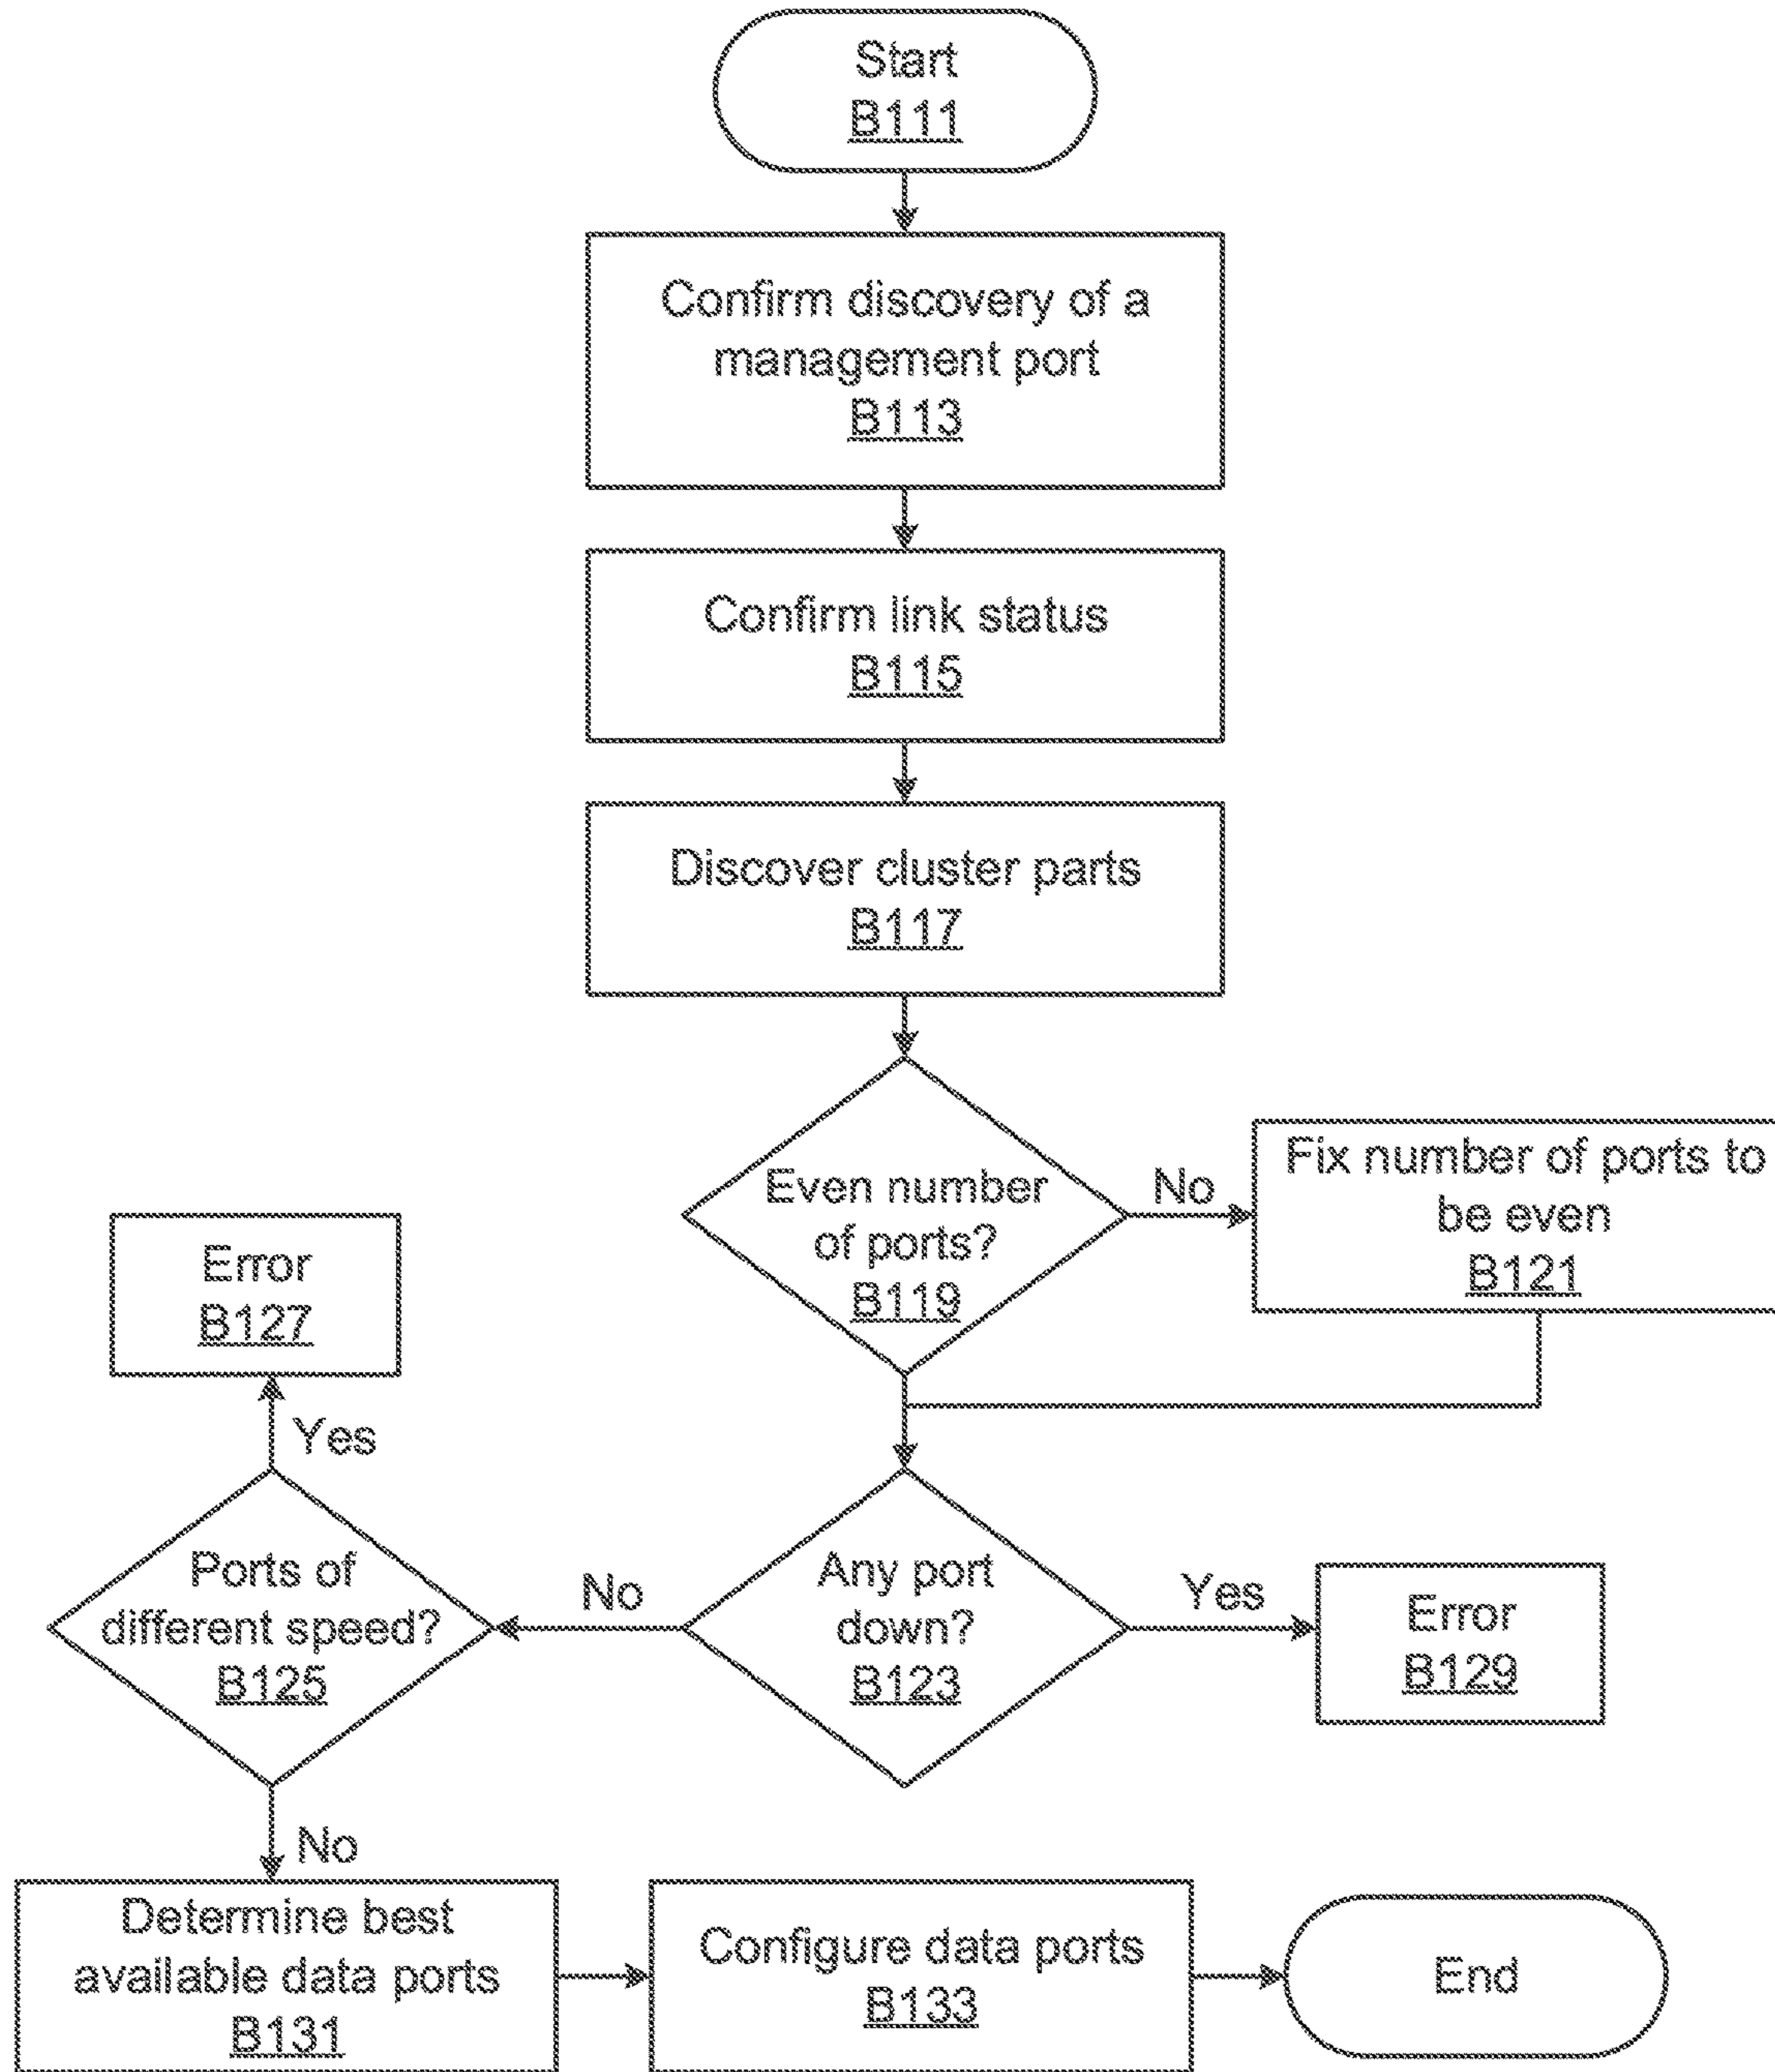 Start
B111
Confirm discovery of a
management port
B113
Confirm link status
B115
Discover cluster parts
B117
Even number
of ports?
B119
No
Fix number of ports to
be even
B121
Error
B127
Yes
Ports of
different speed?
B125
No
Any port
down?
B123
Yes
Error
B129
No
Determine best
available data ports
B131
Configure data ports
B133
End